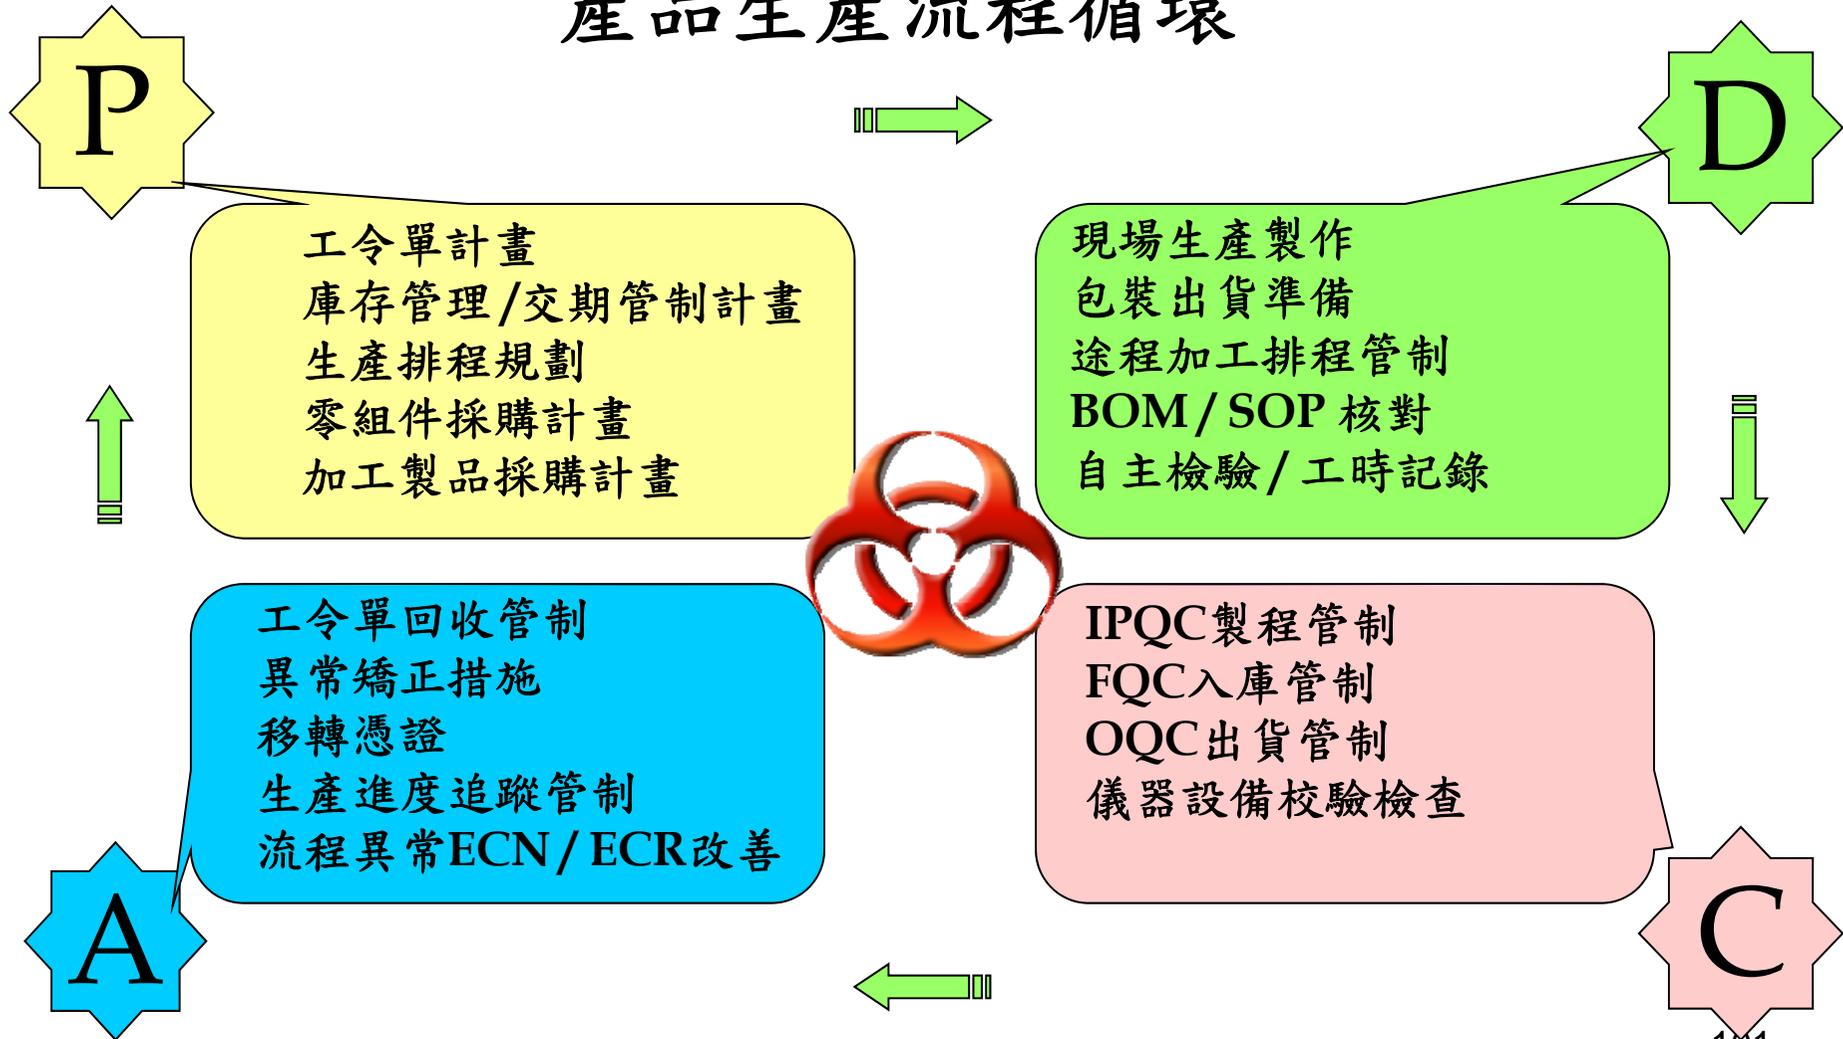 產品生產流程循環
P
D
工令單計畫
庫存管理/交期管制計畫
生產排程規劃
零組件採購計畫
加工製品採購計畫
現場生產製作
包裝出貨準備
途程加工排程管制
BOM/SOP 核對
自主檢驗/工時記錄
工令單回收管制
異常矯正措施
移轉憑證
生產進度追蹤管制
流程異常ECN/ECR改善
IPQC製程管制
FQC入庫管制
OQC出貨管制
儀器設備校驗檢查
A
C